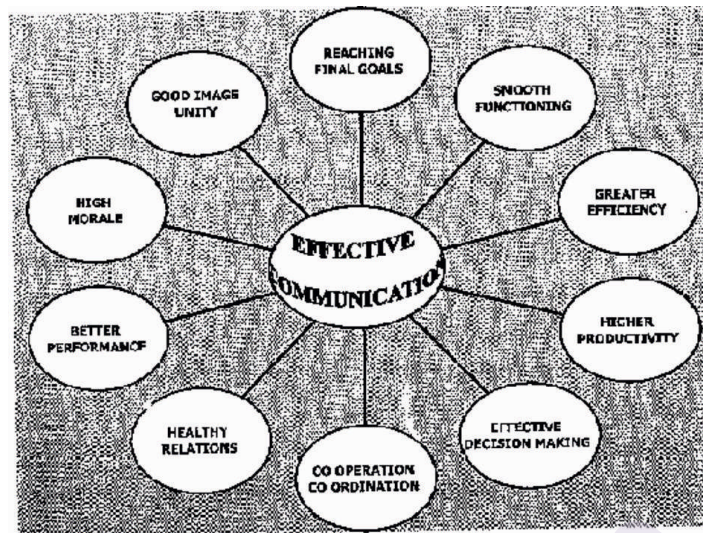 REACHING
FINAL GOALS
SMOOTH
FUNCTIONING
GREATER
EFFICIENCY
HIGHER
PRODUCTIVITY
EFFECTIVE
DECISION MAKING
CO OPERATION
CO ORDINATION
HEALTHY
RELATIONS
BETTER
PERFORMANCE
HIGH
MORALE
GOOD IMAGE
UNITY
EFFECTIVE
COMMUNICATION